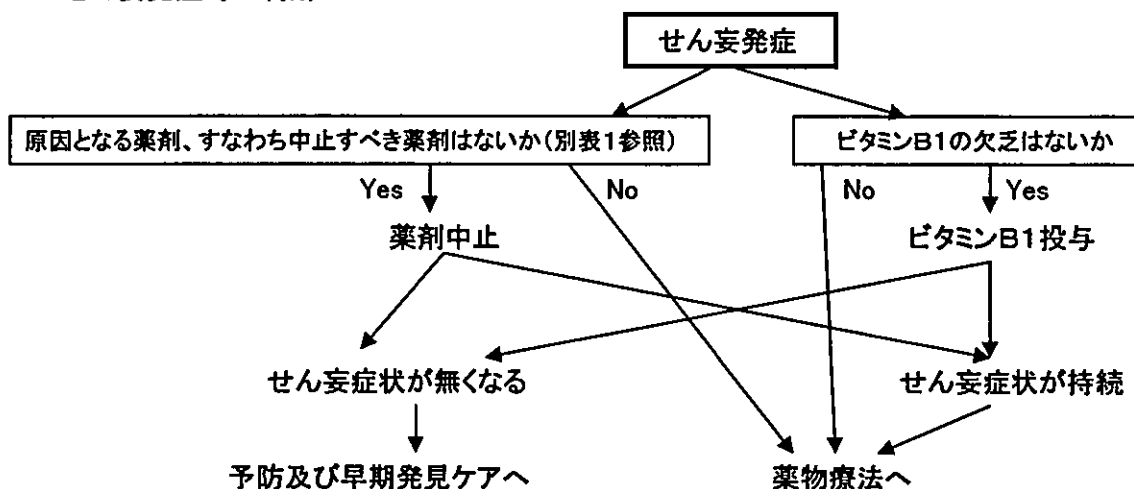 せん妄発症
原因となる薬剤、すなわち中止すべき薬剤はないか(別表1参照)
ビタミンB1の欠乏はないか
Yes
No
No
Yes
薬剤中止
ビタミンB1投与
せん妄症状が無くなる
せん妄症状が持続
予防及び早期発見ケアへ
薬物療法へ